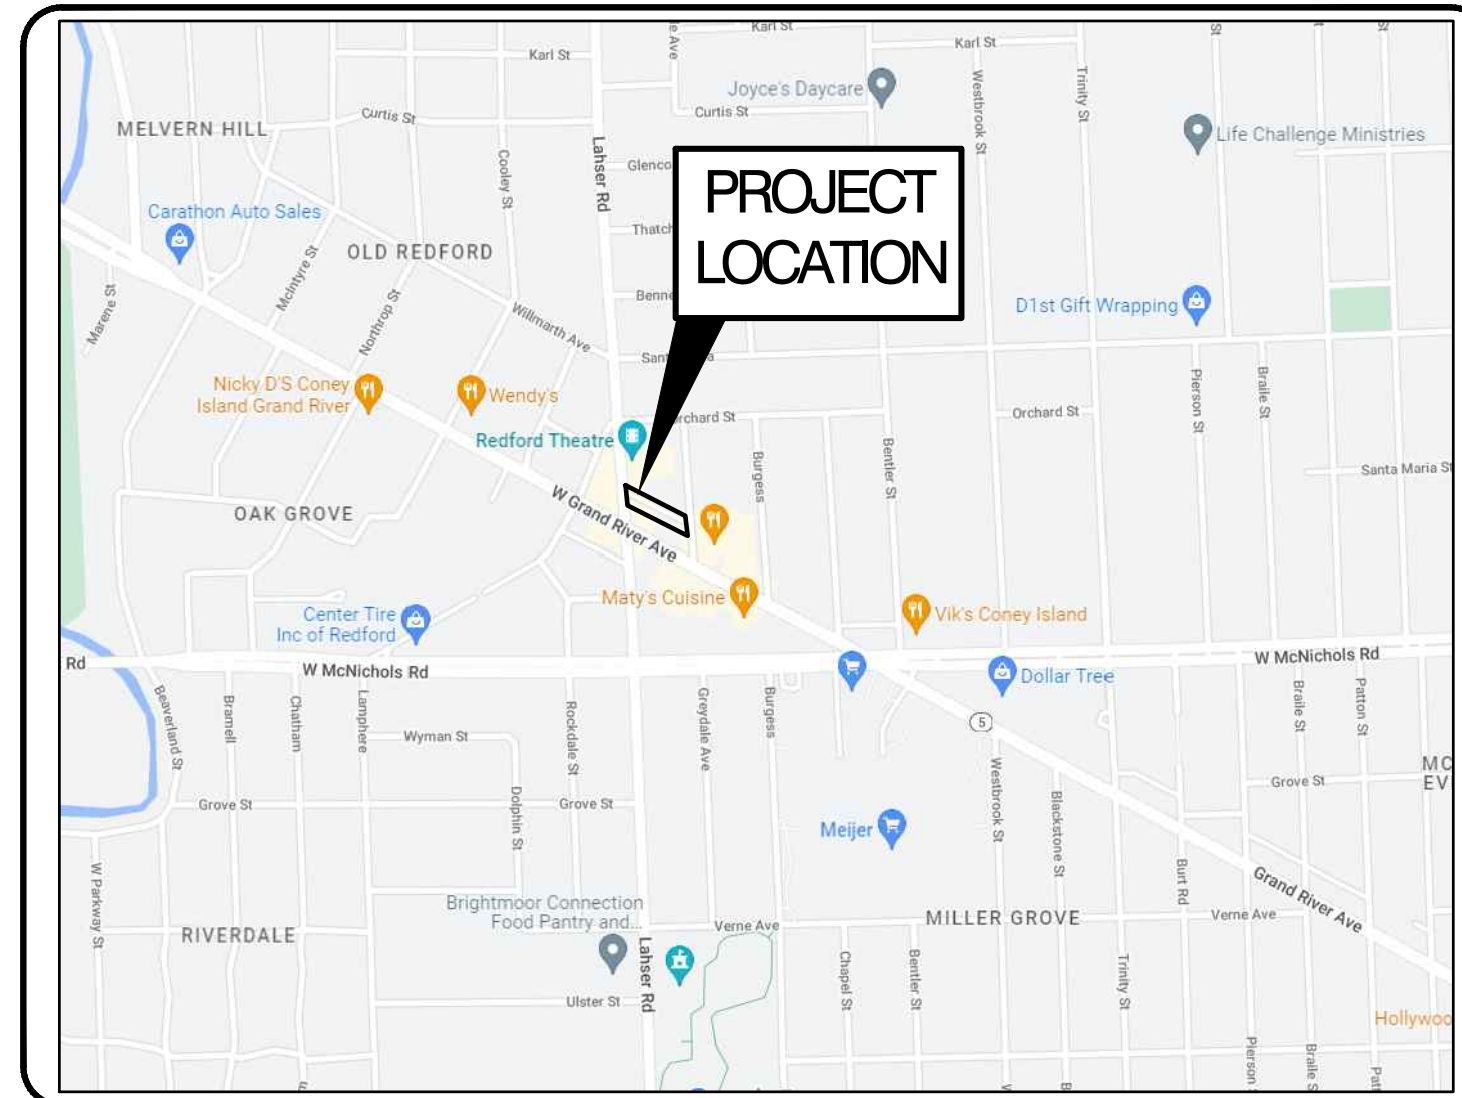 Karl St
Karl St
Karl St
e Ave
St
St
Joyce's Daycare
Curtis St
Curtis St
MELVERN HILL
Westbrook St
Trinity St
Life Challenge Ministries
Lahser Rd
Cooley St
Glenco
PROJECT
LOCATION
Carathon Auto Sales
Thatch
OLD REDFORD
McIntyre St
Marene St
Northrop St
Benne
D1st Gift Wrapping
Willmarth Ave
Sant
a
Nicky D'S Coney
Island Grand River
Wendy's
Pierson St
Braile St
Orchard St
rchard St
Redford Theatre
Burgess
Bentler St
Santa Maria S
OAK GROVE
W Grand River Ave
Maty's Cuisine
Center Tire
Inc of Redford
Vik's Coney Island
Rd
W McNichols Rd
W McNichols Rd
Dollar Tree
Beaverland St
Bramell
Chatham
Lamphere
Rockdale St
Greydale Ave
Burgess
Braile St
Patton St
5
Wyman St
Westbrook St
Blackstone St
MC
EV
Grove St
Grove St
Grove St
Dolphin St
Meijer
W Parkway St
Burt Rd
Grand River Ave
Brightmoor Connection
Food Pantry and...
RIVERDALE
Verne Ave
MILLER GROVE
Verne Ave
Lahser Rd
Chapel St
Bentler St
Trinity St
Ulster St
Hollywoo
Pierson
Braile S
Patt